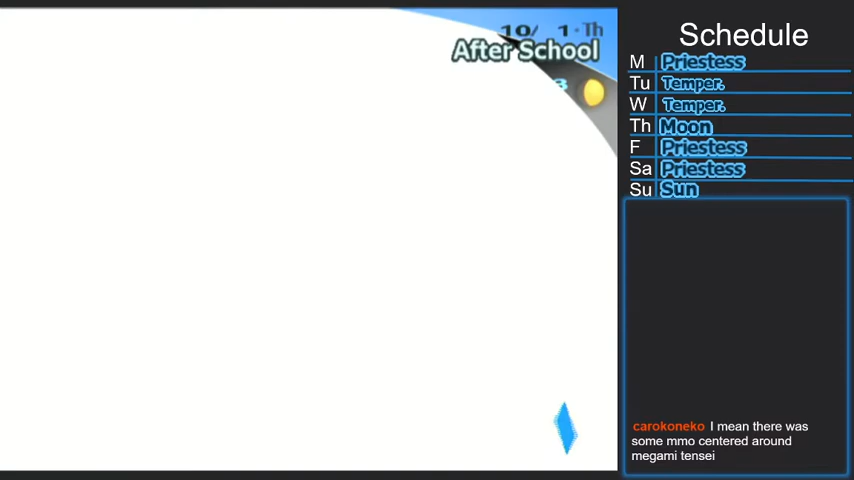 10/ 1・Th
After School
8
Schedule
M Priestess
Tu Temper.
W Temper.
Th Moon
F Priestess
Sa Priestess
Su Sun
carokoneko I mean there was
some mmo centered around
megami tensei